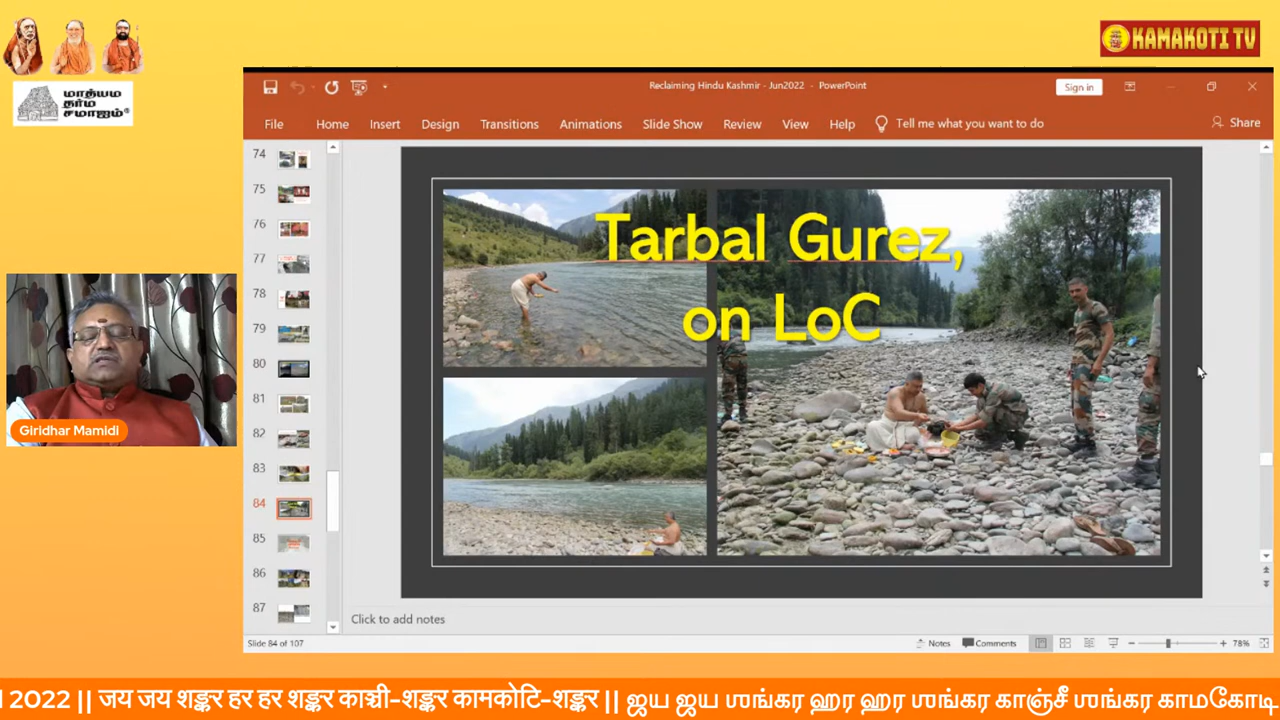 KAMAKOTI TV
மாத்யம
தர்ம
சமாஜம்®
Reclaiming Hindu Kashmir - Jun2022 - PowerPoint
Sign in
File Home Insert Design Transitions Animations Slide Show Review View Help Tell me what you want to do Share
74
75
76
77
78
79
80
81
82
83
84
85
86
87
Tarbal Gurez,
on LoC
Giridhar Mamidi
Click to add notes
Slide 84 of 107 Notes Comments 78%
2022 || जय जय शङ्कर हर हर शङ्कर काञ्ची-शङ्कर कामकोटि-शङ्कर || ஜய ஜய ஶங்கர ஹர ஹர ஶங்கர காஞ்சீ ஶங்கர காமகோடி